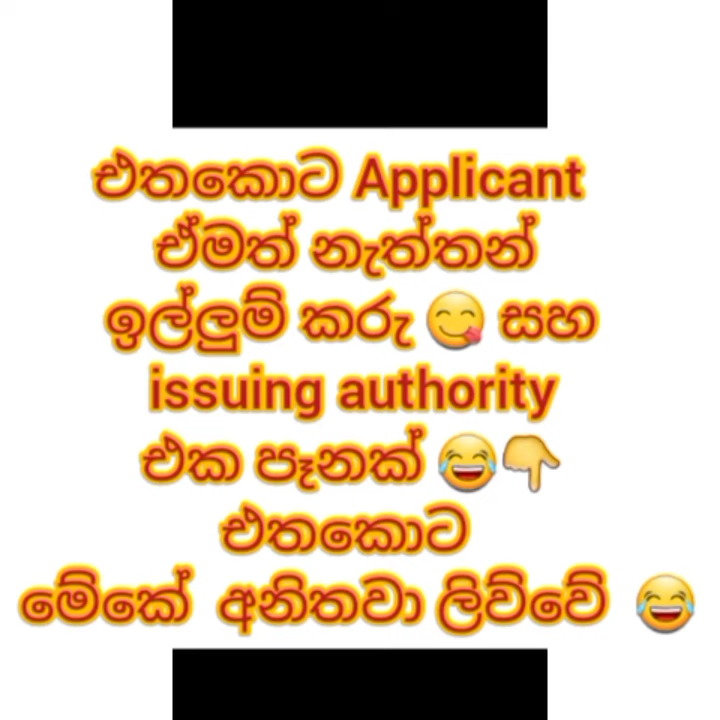 එතකොට Applicant
ඒමත් නැත්තන්
ඉල්ලුම් කරු 😋 සහ
issuing authority
එක පෑනක් 😂👇
එතකොට
මේකේ අනිතවා ලිව්වේ 😂